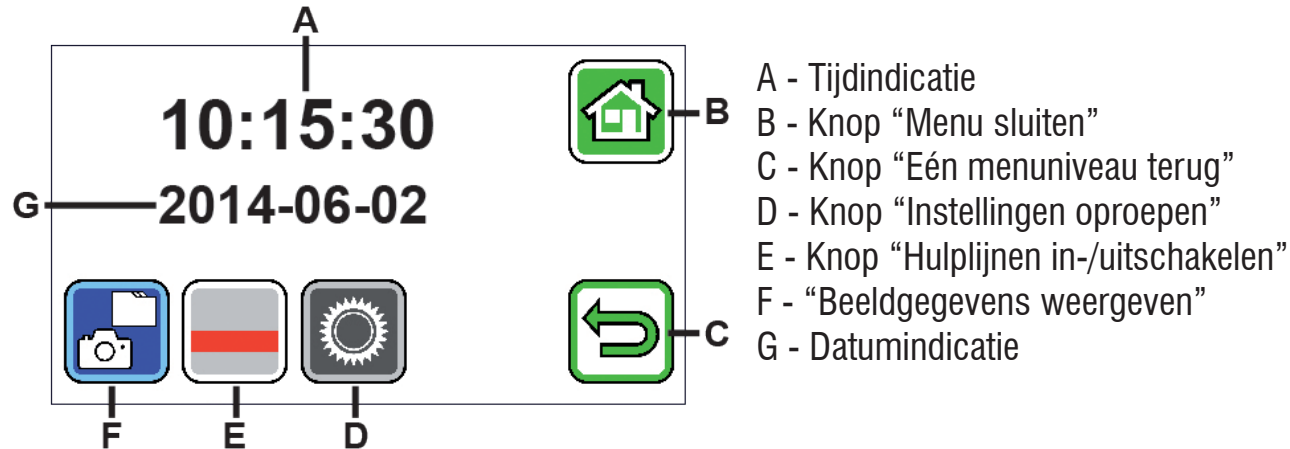 A
10:15:30
B
G
2014-06-02
C
F
E
D
A - Tijdindicatie
B - Knop “Menu sluiten”
C - Knop “Eén menuniveau terug”
D - Knop “Instellingen oproepen”
E - Knop “Hulplijnen in-/uitschakelen”
F - “Beeldgegevens weergeven”
G - Datumindicatie